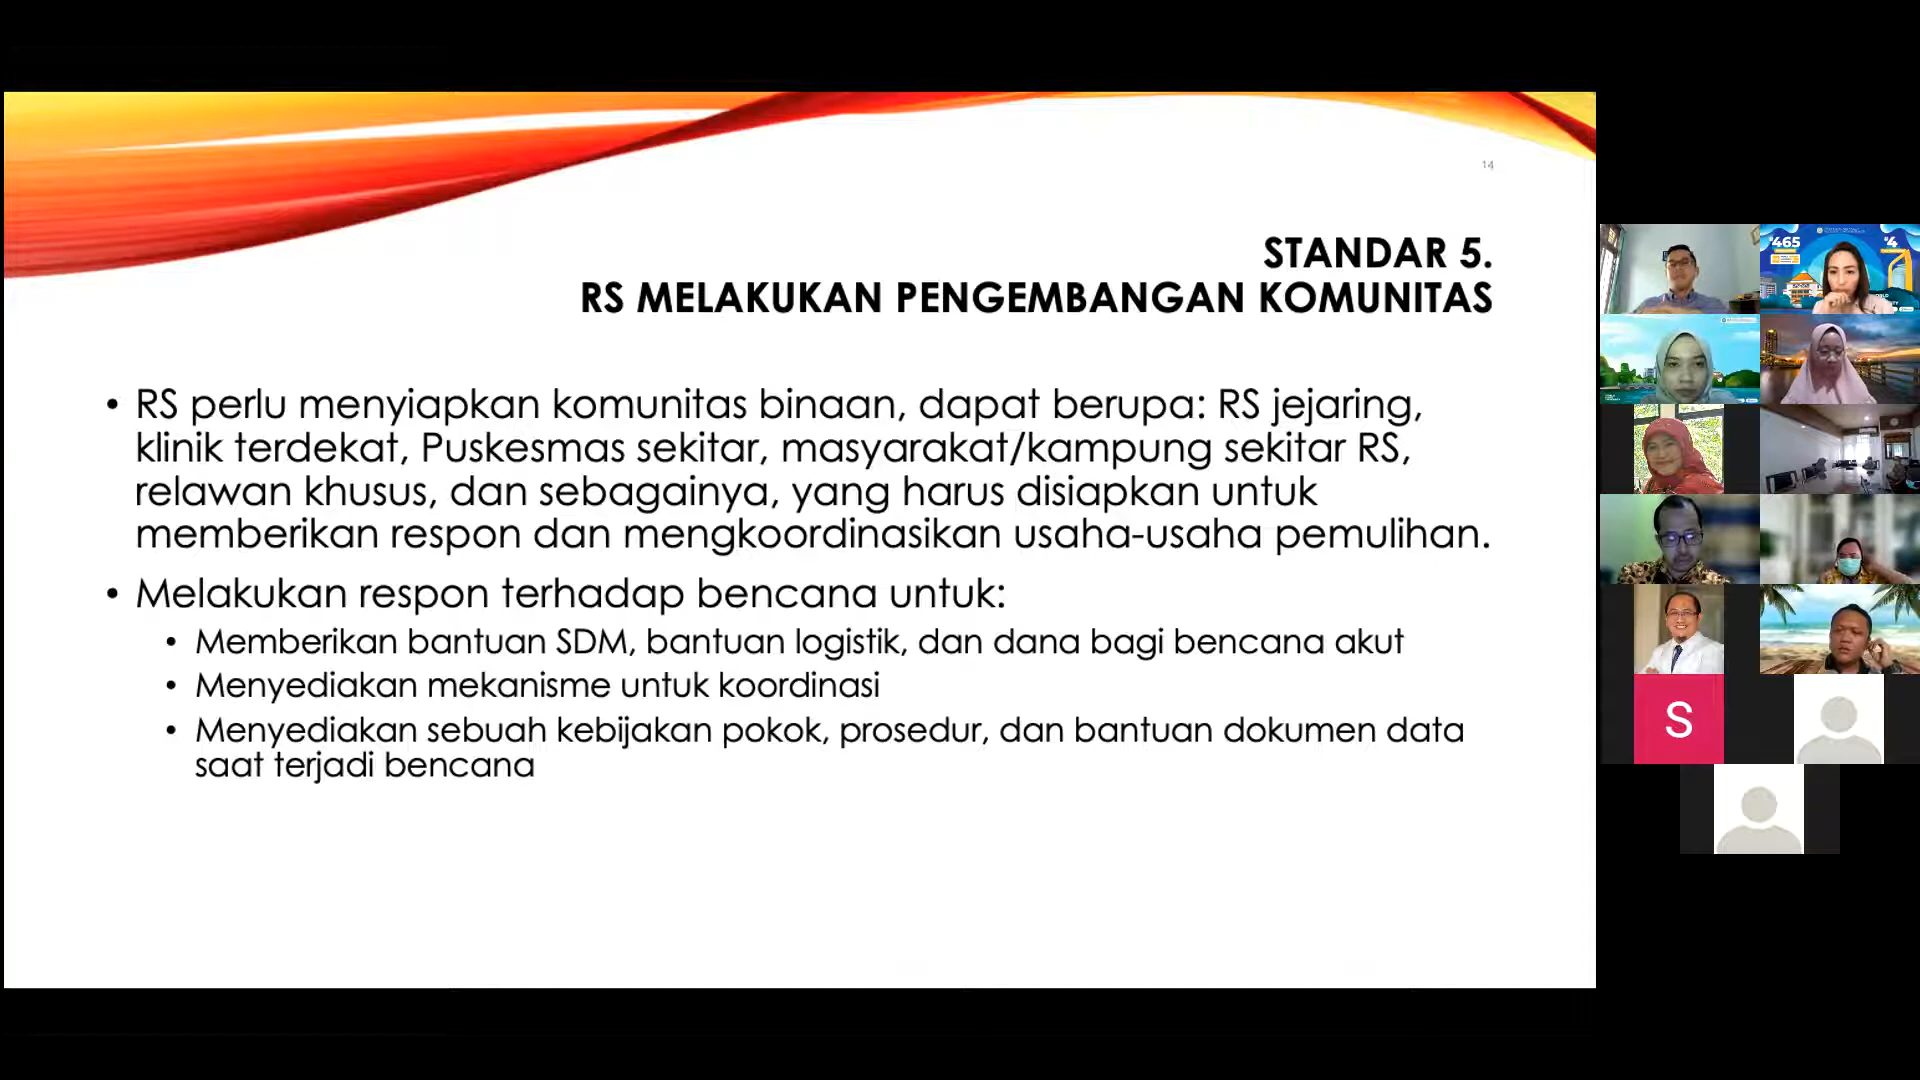 14
STANDAR 5.
RS MELAKUKAN PENGEMBANGAN KOMUNITAS
• RS perlu menyiapkan komunitas binaan, dapat berupa: RS jejaring,
klinik terdekat, Puskesmas sekitar, masyarakat/kampung sekitar RS,
relawan khusus, dan sebagainya, yang harus disiapkan untuk
memberikan respon dan mengkoordinasikan usaha-usaha pemulihan.
• Melakukan respon terhadap bencana untuk:
• Memberikan bantuan SDM, bantuan logistik, dan dana bagi bencana akut
• Menyediakan mekanisme untuk koordinasi
• Menyediakan sebuah kebijakan pokok, prosedur, dan bantuan dokumen data
saat terjadi bencana
#465
#4
S